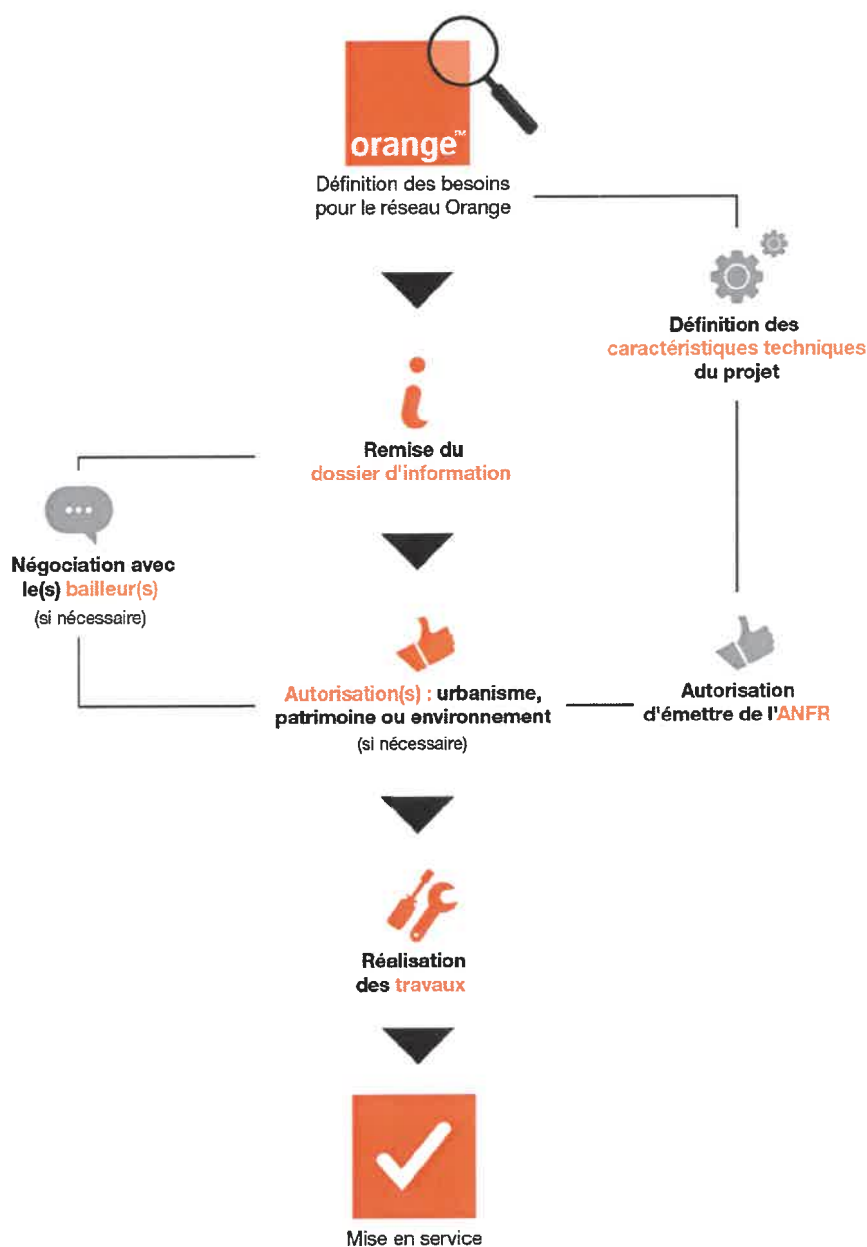 orange™
Définition des besoins
pour le réseau Orange
Définition des
caractéristiques techniques
du projet
Remise du
dossier d'information
Négociation avec
le(s) bailleur(s)
(si nécessaire)
Autorisation(s) : urbanisme,
patrimoine ou environnement
(si nécessaire)
Autorisation
d'émettre de l'ANFR
Réalisation
des travaux
Mise en service